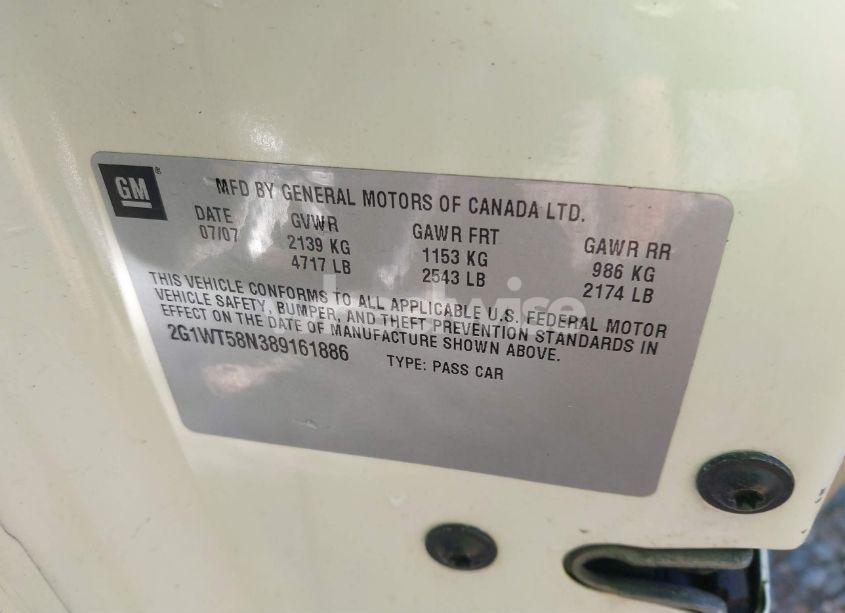 GM ®
MFD BY GENERAL MOTORS OF CANADA LTD.
DATE GVWR GAWR FRT GAWR RR
07/07 2139 KG 1153 KG 986 KG
4717 LB 2543 LB 2174 LB
THIS VEHICLE CONFORMS TO ALL APPLICABLE U.S. FEDERAL MOTOR
VEHICLE SAFETY, BUMPER, AND THEFT PREVENTION STANDARDS IN
EFFECT ON THE DATE OF MANUFACTURE SHOWN ABOVE.
2G1WT58N389161886 TYPE: PASS CAR